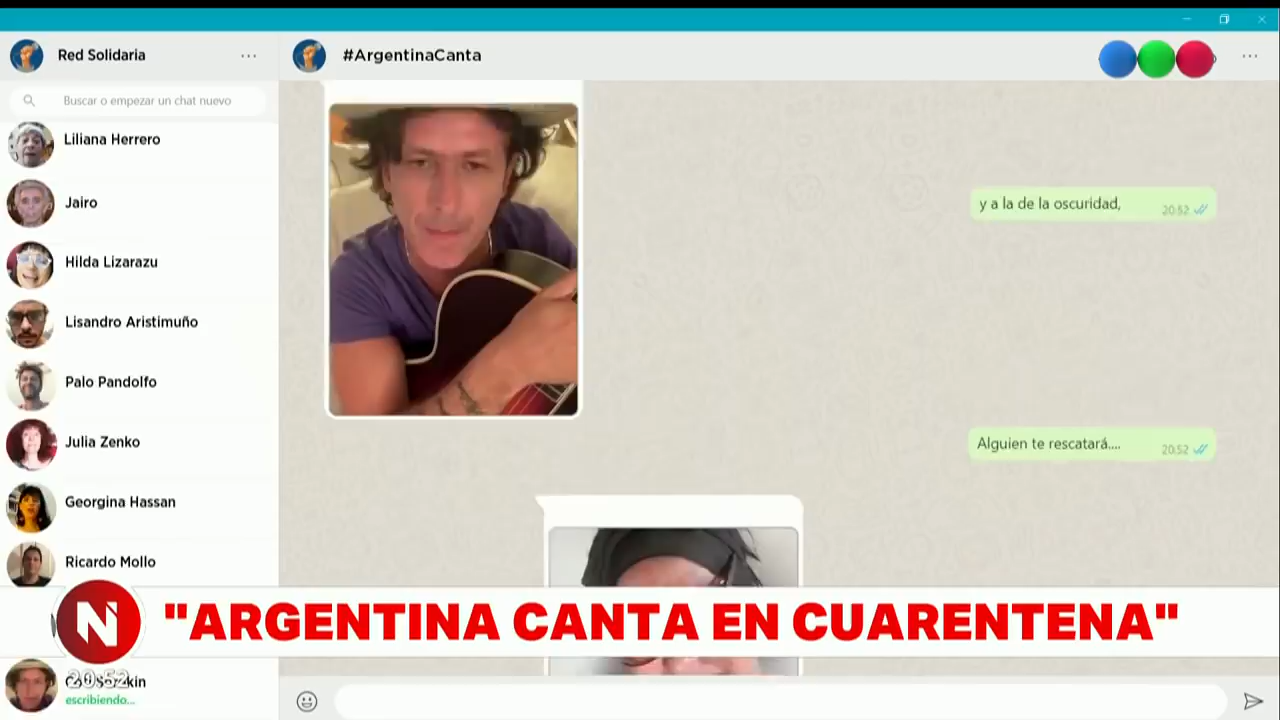 Red Solidaria
#ArgentinaCanta
Buscar o empezar un chat nuevo
Liliana Herrero
Jairo
Hilda Lizarazu
Lisandro Aristimuño
Palo Pandolfo
Julia Zenko
Georgina Hassan
Ricardo Mollo
y a la de la oscuridad,
20:52
Alguien te rescatará....
20:52
N
"ARGENTINA CANTA EN CUARENTENA"
20:52
escribiendo...